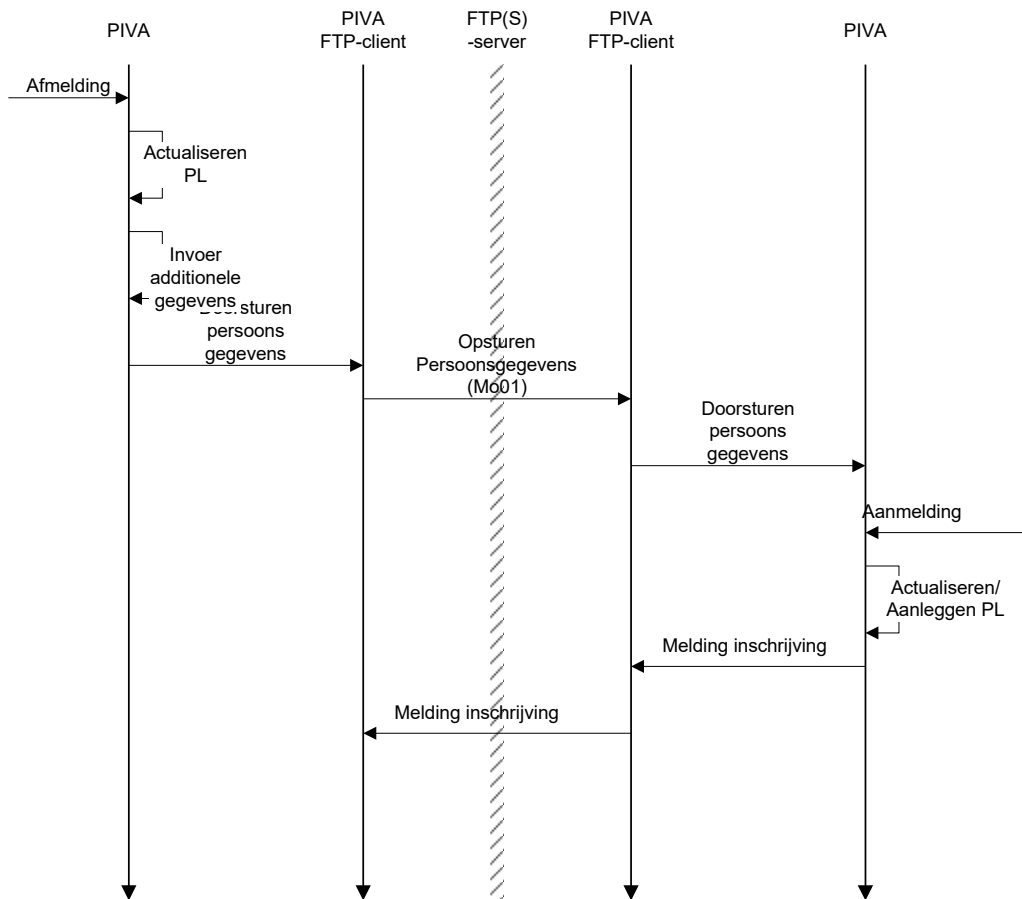 PIVA
PIVA
FTP-client
FTP(S)
-server
PIVA
FTP-client
PIVA
Afmelding
Actualiseren
PL
Invoer
additionele
gegevens
Doorsturen
persoons
gegevens
Opsturen
Persoonsgegevens
(Mo01)
Doorsturen
persoons
gegevens
Aanmelding
Actualiseren/
Aanleggen PL
Melding inschrijving
Melding inschrijving